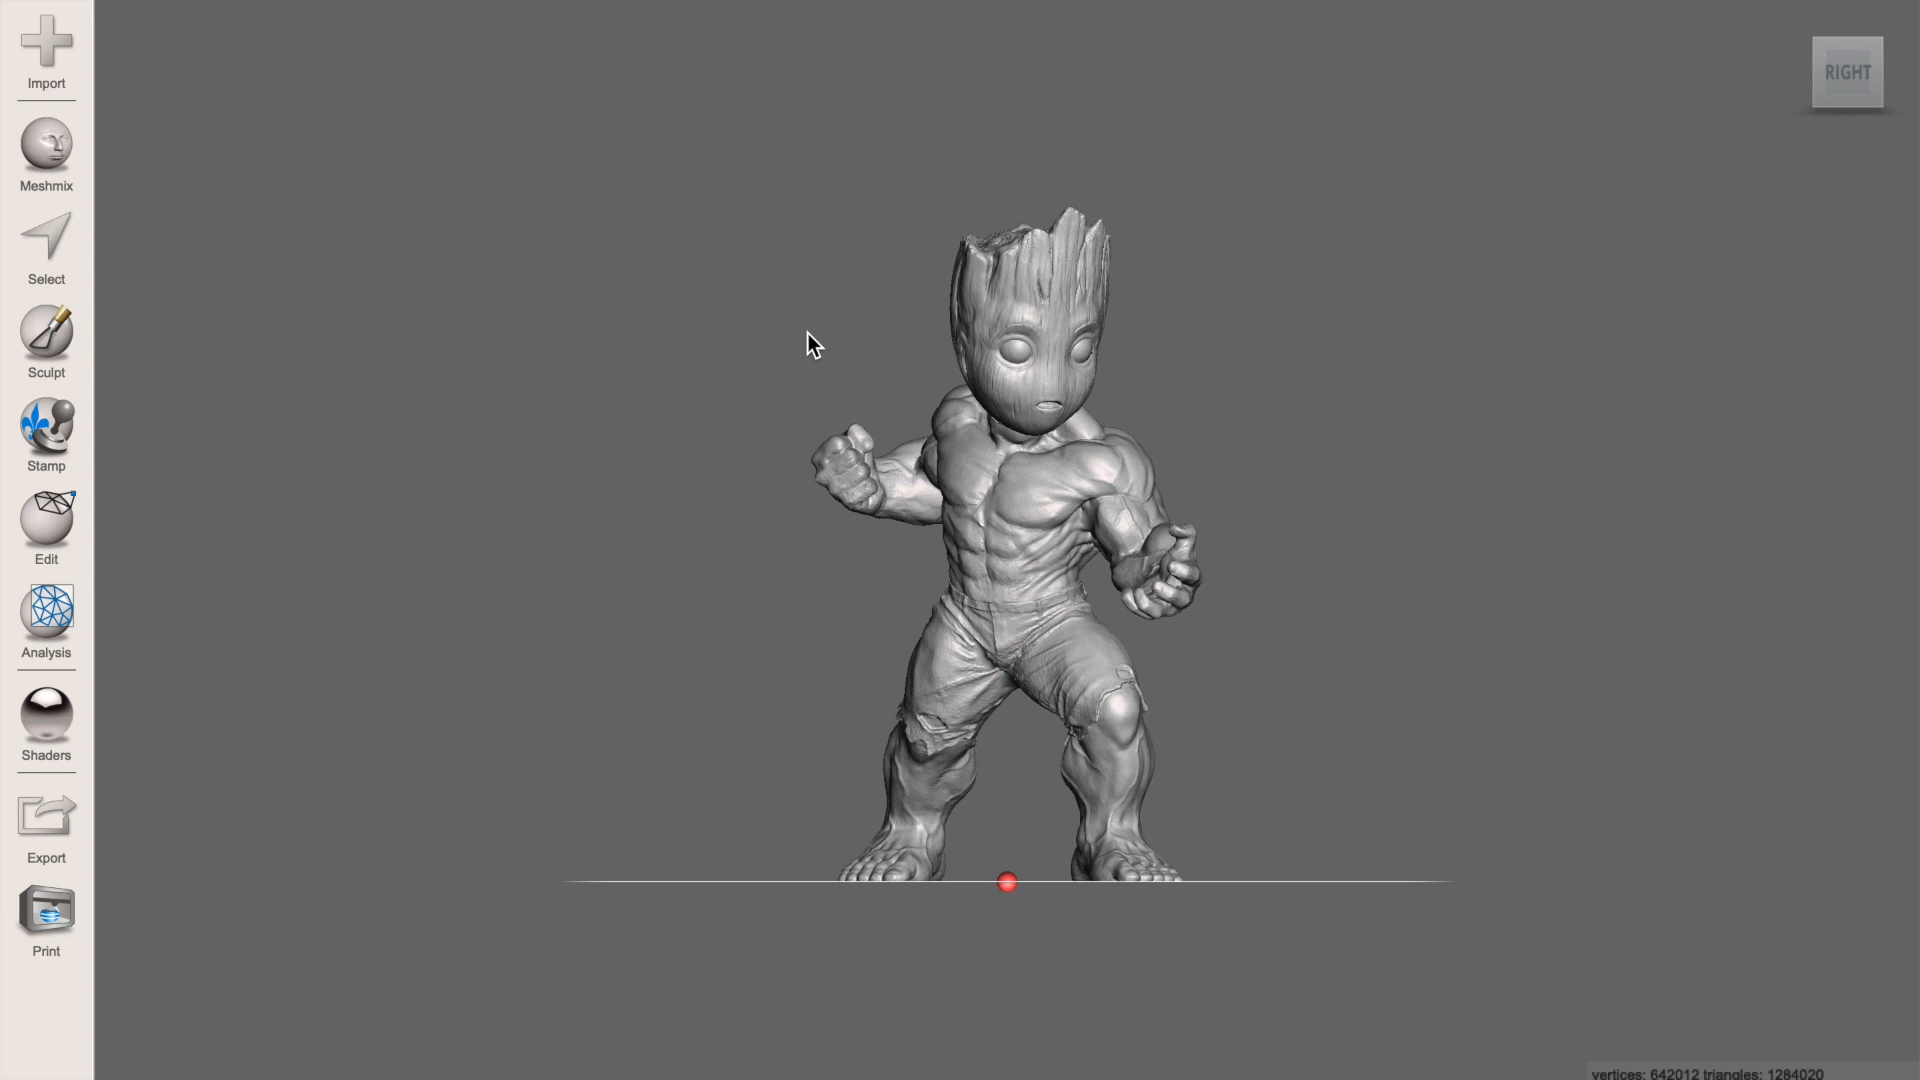 Import
RIGHT
Meshmix
Select
Sculpt
Stamp
Edit
Analysis
Shaders
Export
Print
vertices: 642012 triangles: 1284020